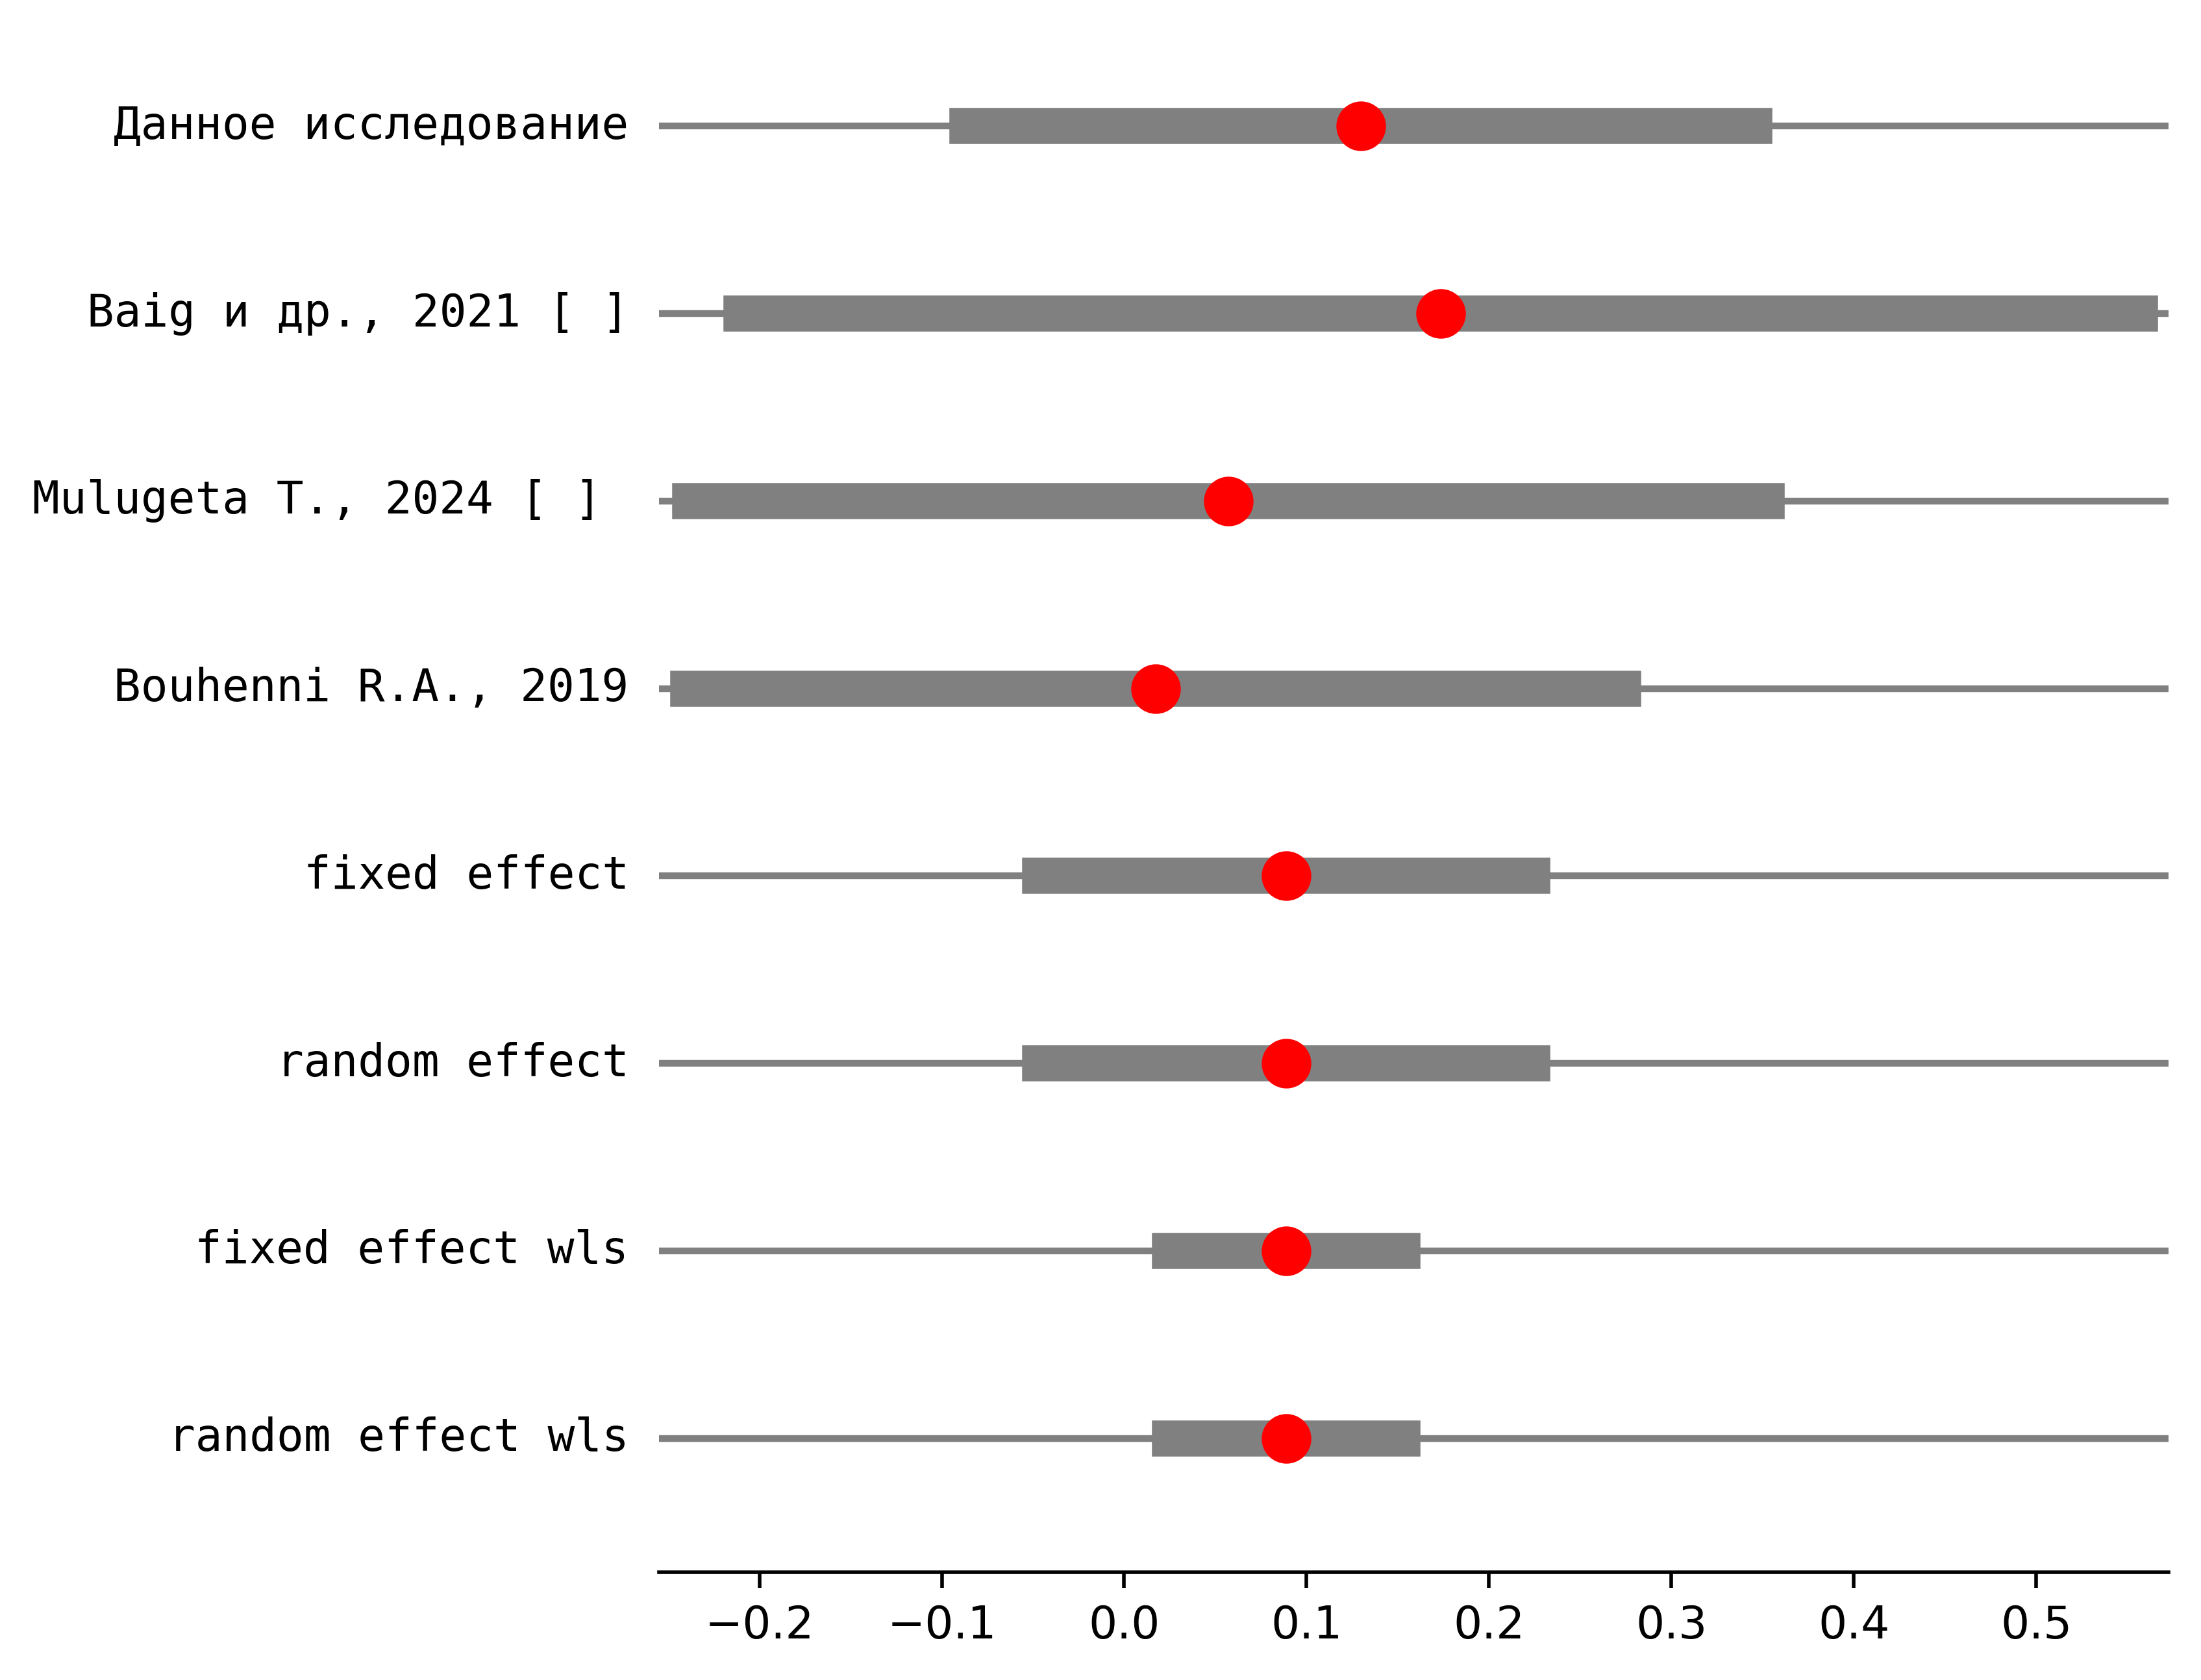 Данное исследование
Baig и др., 2021 [ ]
Mulugeta T., 2024 [ ]
Bouhenni R.A., 2019
fixed effect
random effect
fixed effect wls
random effect wls
−0.2 −0.1 0.0 0.1 0.2 0.3 0.4 0.5